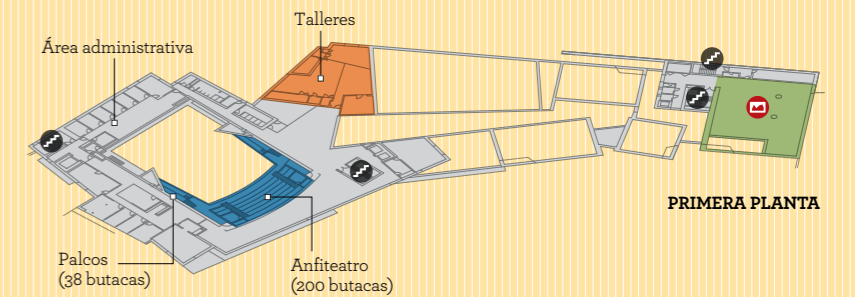 Talleres
Área administrativa
PRIMERA PLANTA
Palcos
(38 butacas)
Anfiteatro
(200 butacas)